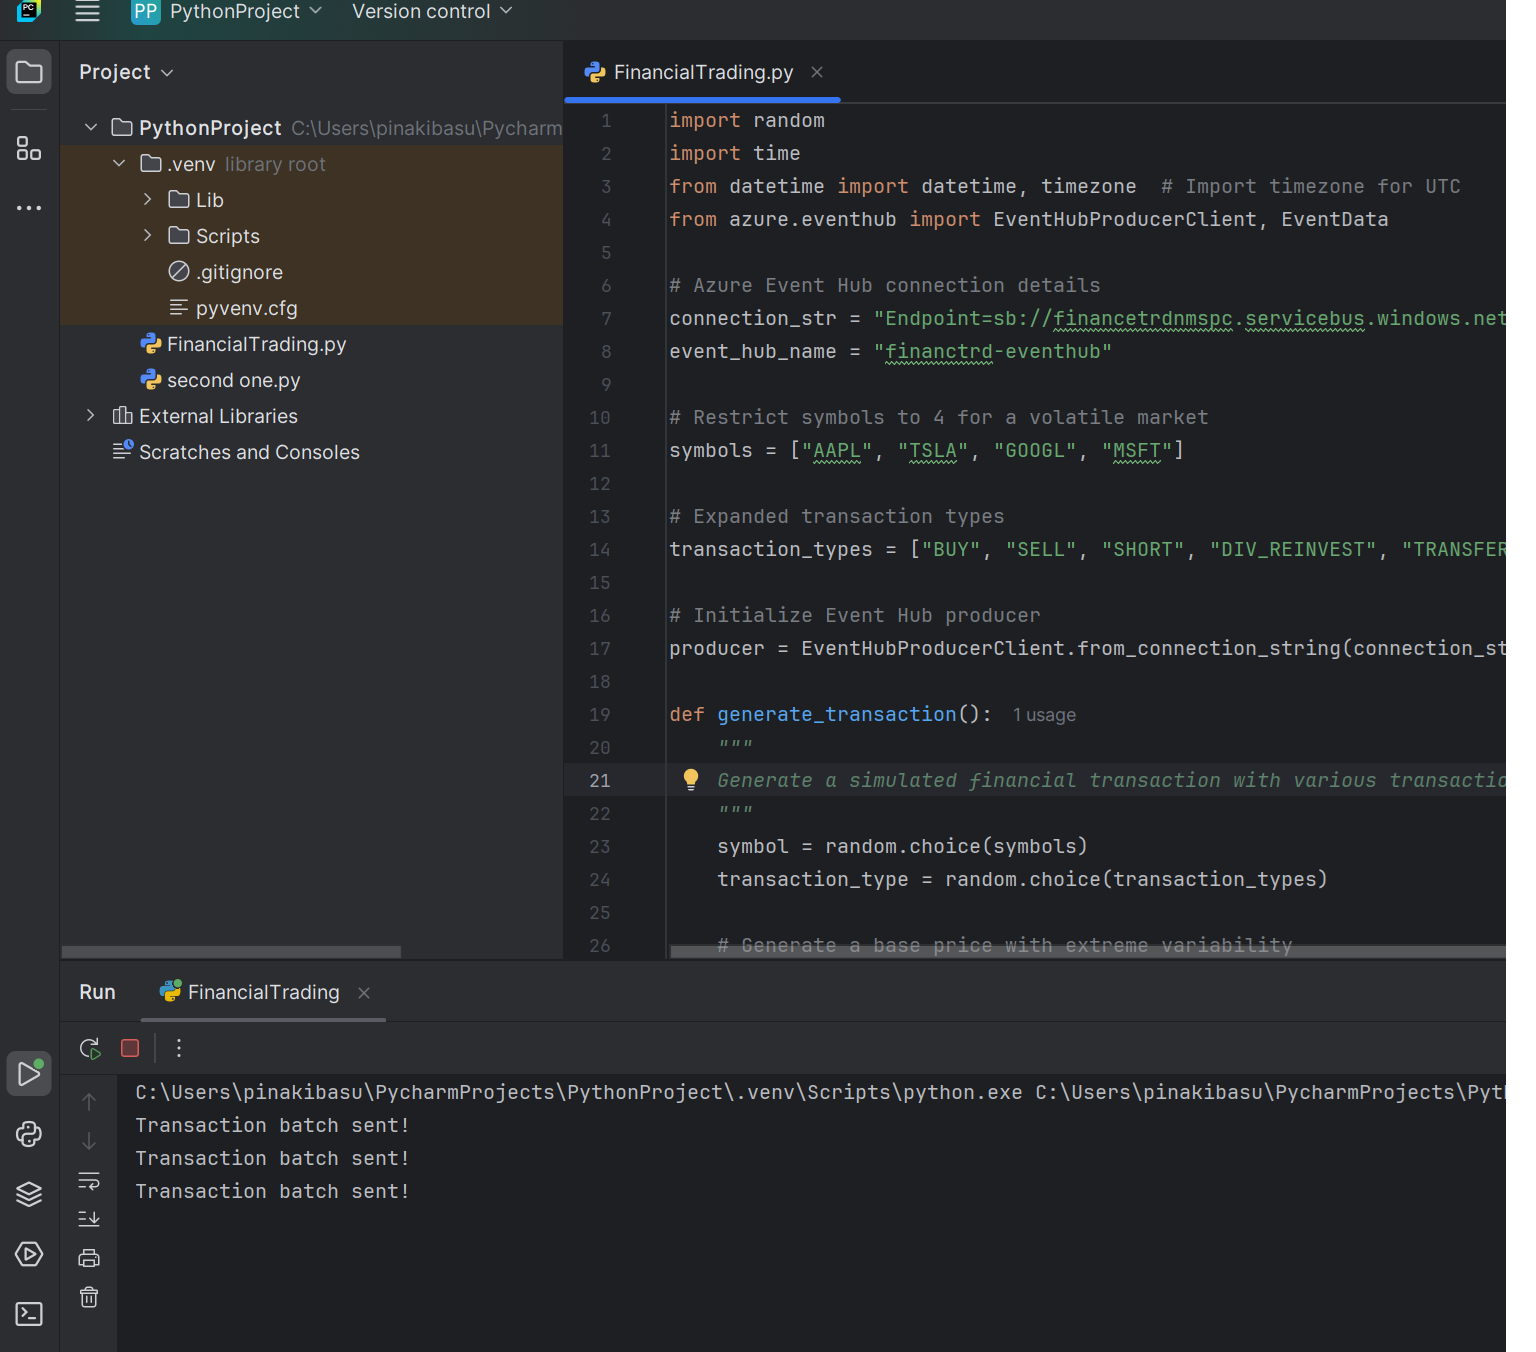 PC
PP PythonProject Version control
Project
PythonProject C:\Users\pinakibasu\Pycharm
.venv library root
Lib
Scripts
.gitignore
pyvenv.cfg
FinancialTrading.py
second one.py
External Libraries
Scratches and Consoles
FinancialTrading.py
1 import random
2 import time
3 from datetime import datetime, timezone # Import timezone for UTC
4 from azure.eventhub import EventHubProducerClient, EventData
5
6 # Azure Event Hub connection details
7 connection_str = "Endpoint=sb://financetrdnmspc.servicebus.windows.net
8 event_hub_name = "financtrd-eventhub"
9
10 # Restrict symbols to 4 for a volatile market
11 symbols = ["AAPL", "TSLA", "GOOGL", "MSFT"]
12
13 # Expanded transaction types
14 transaction_types = ["BUY", "SELL", "SHORT", "DIV_REINVEST", "TRANSFER
15
16 # Initialize Event Hub producer
17 producer = EventHubProducerClient.from_connection_string(connection_st
18
19 def generate_transaction(): 1 usage
20 """
21 Generate a simulated financial transaction with various transactio
22 """
23 symbol = random.choice(symbols)
24 transaction_type = random.choice(transaction_types)
25
26 # Generate a base price with extreme variability
Run FinancialTrading
C:\Users\pinakibasu\PycharmProjects\PythonProject\.venv\Scripts\python.exe C:\Users\pinakibasu\PycharmProjects\Pyt
Transaction batch sent!
Transaction batch sent!
Transaction batch sent!